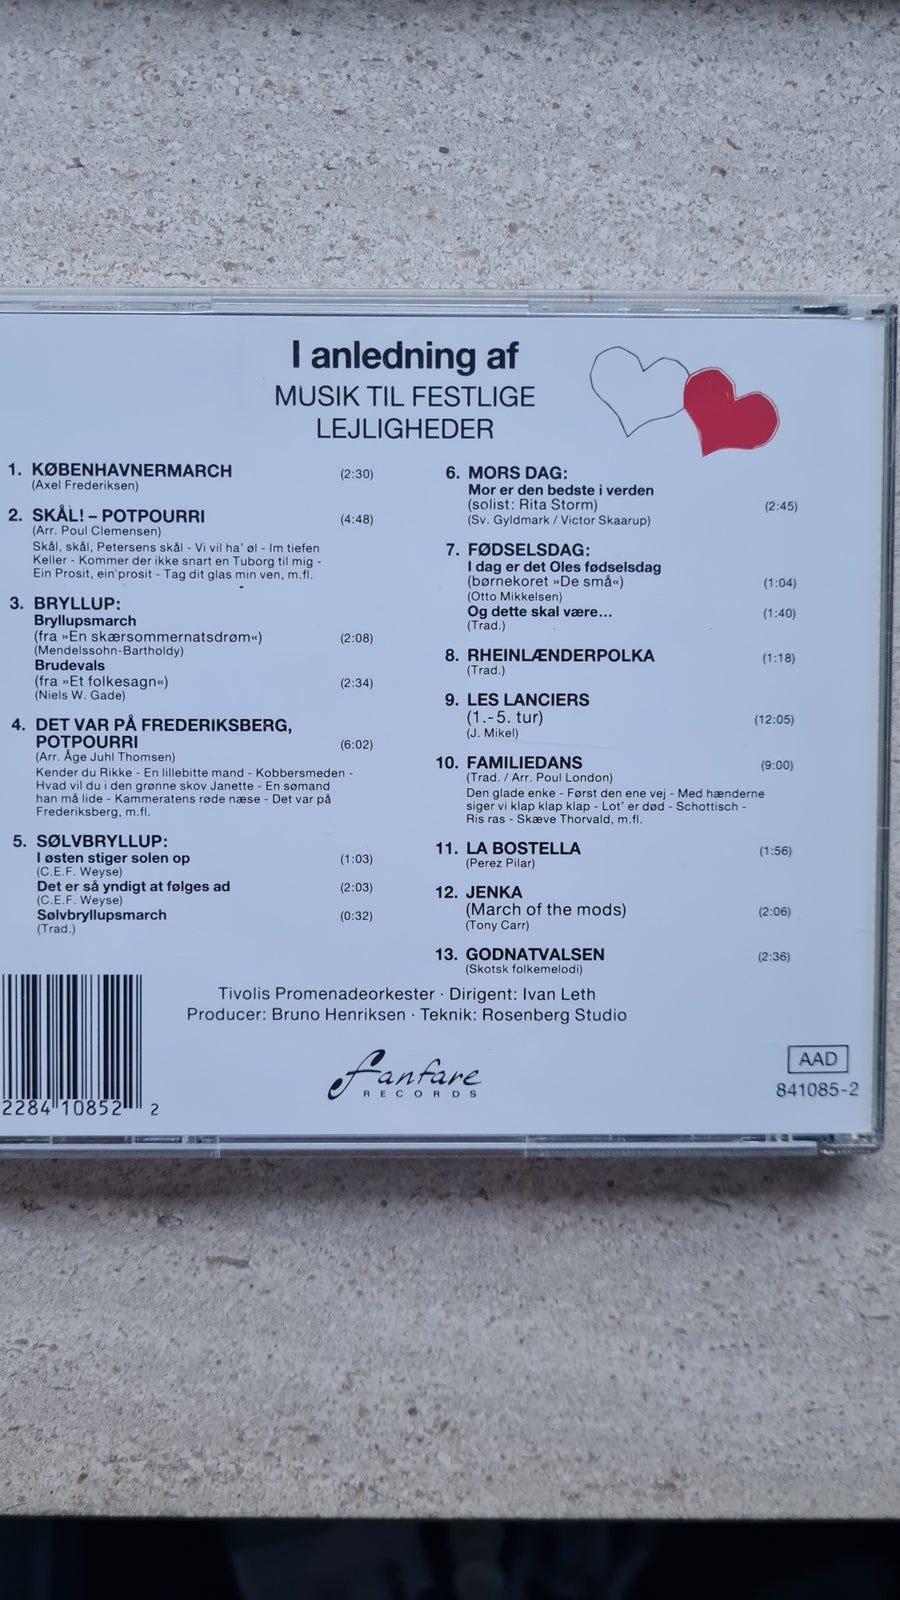 I anledning af
MUSIK TIL FESTLIGE
LEJLIGHEDER
1. KØBENHAVNERMARCH (2:30)
(Axel Frederiksen)
2. SKÅL! – POTPOURRI (4:48)
(Arr. Poul Clemensen)
Skål, skål, Petersens skål - Vi vil ha' øl - Im tiefen
Keller - Kommer der ikke snart en Tuborg til mig -
Ein Prosit, ein prosit - Tag dit glas min ven, m.fl.
3. BRYLLUP:
Bryllupsmarch
(fra »En skærsommernatsdrøm«) (2:08)
(Mendelssohn-Bartholdy)
Brudevals
(fra »Et folkesagn«) (2:34)
(Niels W. Gade)
4. DET VAR PÅ FREDERIKSBERG,
POTPOURRI (6:02)
(Arr. Åge Juhl Thomsen)
Kender du Rikke - En lillebitte mand - Kobbersmeden -
Hvad vil du i den grønne skov Janette - En sømand
han må lide - Kammeratens røde næse - Det var på
Frederiksberg, m.fl.
5. SØLVBRYLLUP:
I østen stiger solen op (1:03)
(C.E.F. Weyse)
Det er så yndigt at følges ad (2:03)
(C.E.F. Weyse)
Sølvbryllupsmarch (0:32)
(Trad.)
6. MORS DAG:
Mor er den bedste i verden
(solist: Rita Storm) (2:45)
(Sv. Gyldmark / Victor Skaarup)
7. FØDSELSDAG:
I dag er det Oles fødselsdag
(børnekoret »De små«) (1:04)
(Otto Mikkelsen)
Og dette skal være... (1:40)
(Trad.)
8. RHEINLÆNDERPOLKA (1:18)
(Trad.)
9. LES LANCIERS
(1.-5. tur) (12:05)
(J. Mikel)
10. FAMILIEDANS (9:00)
(Trad. / Arr. Poul London)
Den glade enke - Først den ene vej - Med hænderne
siger vi klap klap klap - Lot' er død - Schottisch -
Ris ras - Skæve Thorvald, m.fl.
11. LA BOSTELLA (1:56)
(Perez Pilar)
12. JENKA
(March of the mods) (2:06)
(Tony Carr)
13. GODNATVALSEN (2:36)
(Skotsk folkemelodi)
Tivolis Promenadeorkester · Dirigent: Ivan Leth
Producer: Bruno Henriksen · Teknik: Rosenberg Studio
fanfare
RECORDS
AAD
841085-2
2284 10852 2